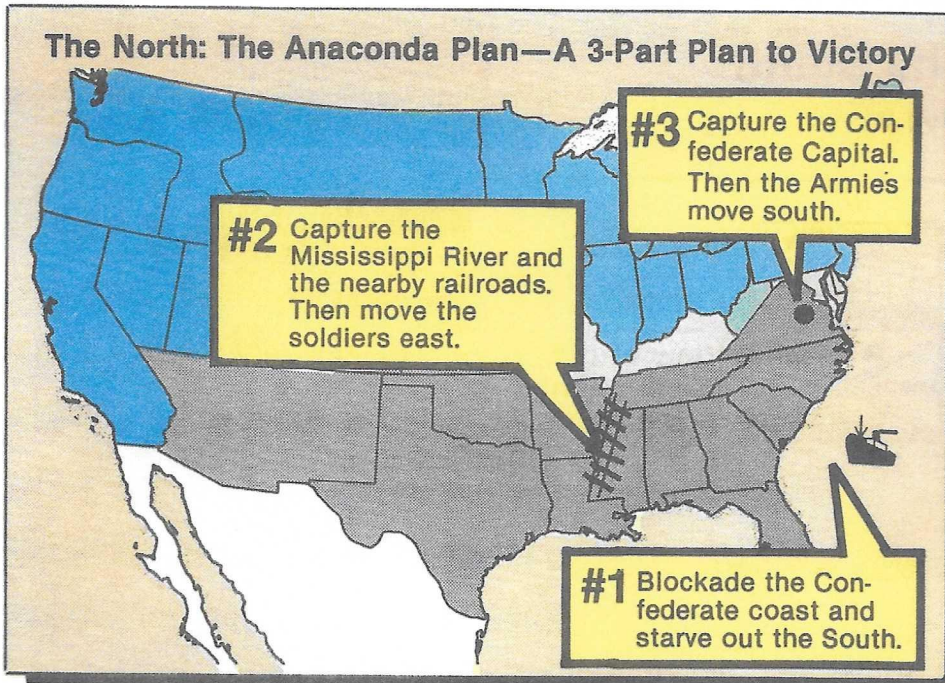 The North: The Anaconda Plan—A 3-Part Plan to Victory
#3 Capture the Con-
federate Capital.
Then the Armies
move south.
#2 Capture the
Mississippi River and
the nearby railroads.
Then move the
soldiers east.
#1 Blockade the Con-
federate coast and
starve out the South.